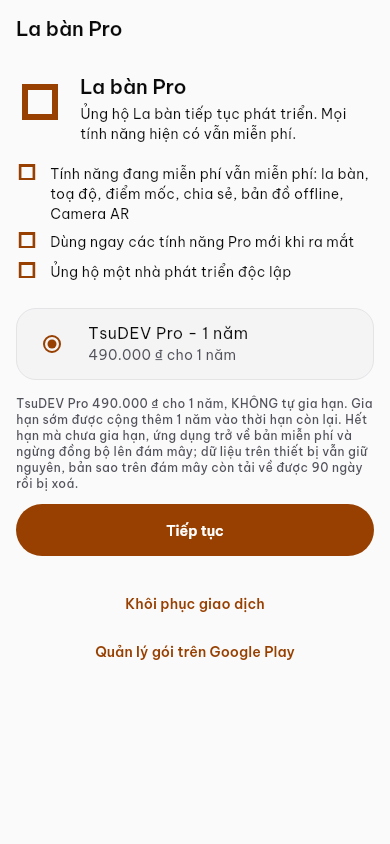 La bàn Pro
La bàn Pro
Ủng hộ La bàn tiếp tục phát triển. Mọi
tính năng hiện có vẫn miễn phí.
Tính năng đang miễn phí vẫn miễn phí: la bàn,
toạ độ, điểm mốc, chia sẻ, bản đồ offline,
Camera AR
Dùng ngay các tính năng Pro mới khi ra mắt
Ủng hộ một nhà phát triển độc lập
TsuDEV Pro - 1 năm
490.000 ₫ cho 1 năm
TsuDEV Pro 490.000 ₫ cho 1 năm, KHÔNG tự gia hạn. Gia
hạn sớm được cộng thêm 1 năm vào thời hạn còn lại. Hết
hạn mà chưa gia hạn, ứng dụng trở về bản miễn phí và
ngừng đồng bộ lên đám mây; dữ liệu trên thiết bị vẫn giữ
nguyên, bản sao trên đám mây còn tải về được 90 ngày
rồi bị xoá.
Tiếp tục
Khôi phục giao dịch
Quản lý gói trên Google Play